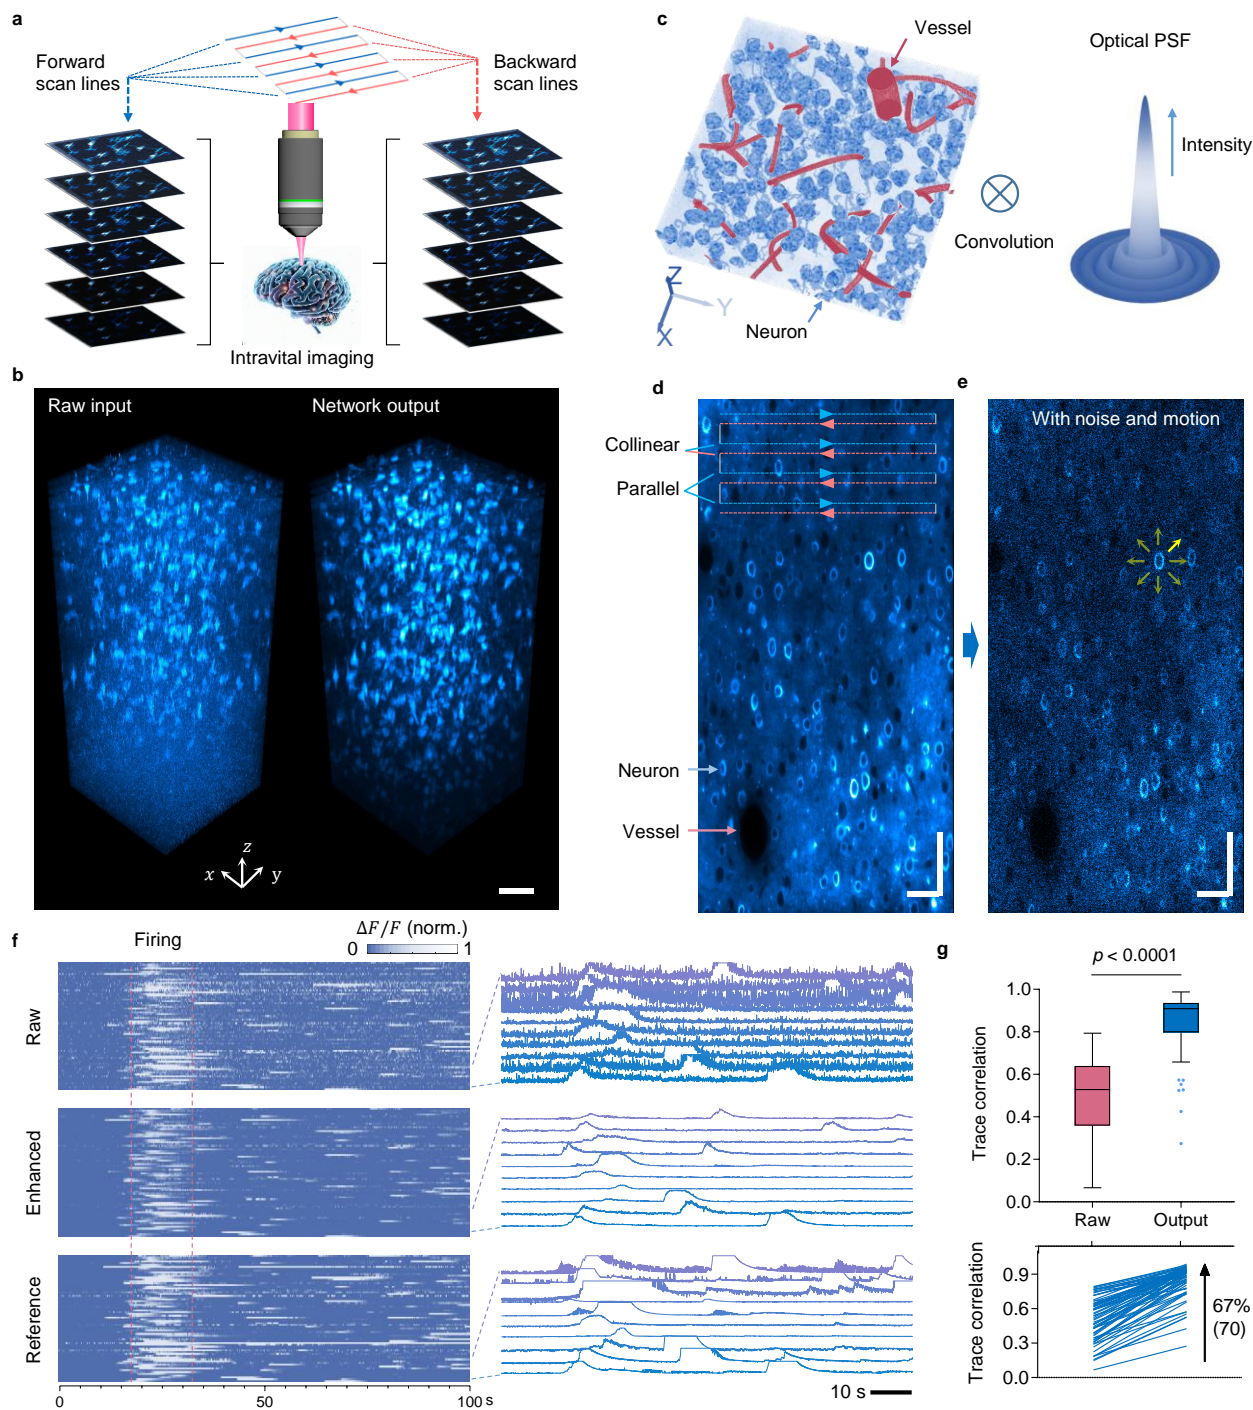 a
Forward
scan lines
Backward
scan lines
Intravital imaging
b
Raw input
Network output
z
x
y
c
Vessel
Optical PSF
Intensity
Convolution
Z
Y
X
Neuron
d
Collinear
Parallel
Neuron
Vessel
e
With noise and motion
f
Firing
ΔF/F (norm.)
0 1
Raw
Enhanced
Reference
0 50 100 s
10 s
g
p < 0.0001
Trace correlation
1.0
0.8
0.6
0.4
0.2
0.0
Raw Output
Trace correlation
0.9
0.6
0.3
0.0
67%
(70)